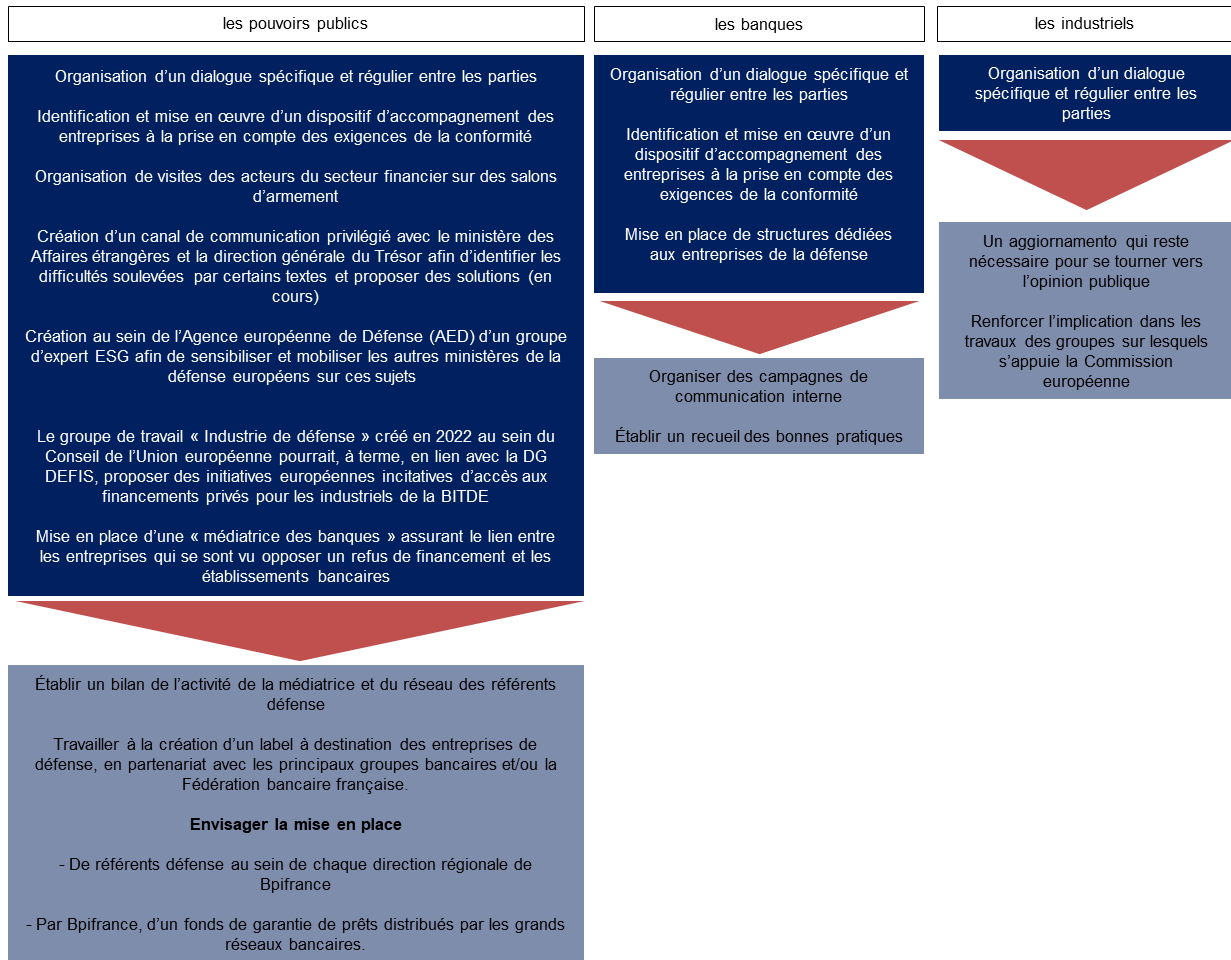 les pouvoirs publics
Organisation d’un dialogue spécifique et régulier entre les parties
Identification et mise en œuvre d’un dispositif d’accompagnement des
entreprises à la prise en compte des exigences de la conformité
Organisation de visites des acteurs du secteur financier sur des salons
d’armement
Création d’un canal de communication privilégié avec le ministère des
Affaires étrangères et la direction générale du Trésor afin d’identifier les
difficultés soulevées par certains textes et proposer des solutions (en
cours)
Création au sein de l’Agence européenne de Défense (AED) d’un groupe
d’expert ESG afin de sensibiliser et mobiliser les autres ministères de la
défense européens sur ces sujets
Le groupe de travail « Industrie de défense » créé en 2022 au sein du
Conseil de l’Union européenne pourrait, à terme, en lien avec la DG
DEFIS, proposer des initiatives européennes incitatives d’accès aux
financements privés pour les industriels de la BITDE
Mise en place d’une « médiatrice des banques » assurant le lien entre
les entreprises qui se sont vu opposer un refus de financement et les
établissements bancaires
Établir un bilan de l’activité de la médiatrice et du réseau des référents
défense
Travailler à la création d’un label à destination des entreprises de
défense, en partenariat avec les principaux groupes bancaires et/ou la
Fédération bancaire française.
Envisager la mise en place
- De référents défense au sein de chaque direction régionale de
Bpifrance
- Par Bpifrance, d’un fonds de garantie de prêts distribués par les grands
réseaux bancaires.
les banques
Organisation d’un dialogue spécifique et
régulier entre les parties
Identification et mise en œuvre d’un
dispositif d’accompagnement des
entreprises à la prise en compte des
exigences de la conformité
Mise en place de structures dédiées
aux entreprises de la défense
Organiser des campagnes de
communication interne
Établir un recueil des bonnes pratiques
les industriels
Organisation d’un dialogue
spécifique et régulier entre les
parties
Un aggiornamento qui reste
nécessaire pour se tourner vers
l’opinion publique
Renforcer l’implication dans les
travaux des groupes sur lesquels
s’appuie la Commission
européenne